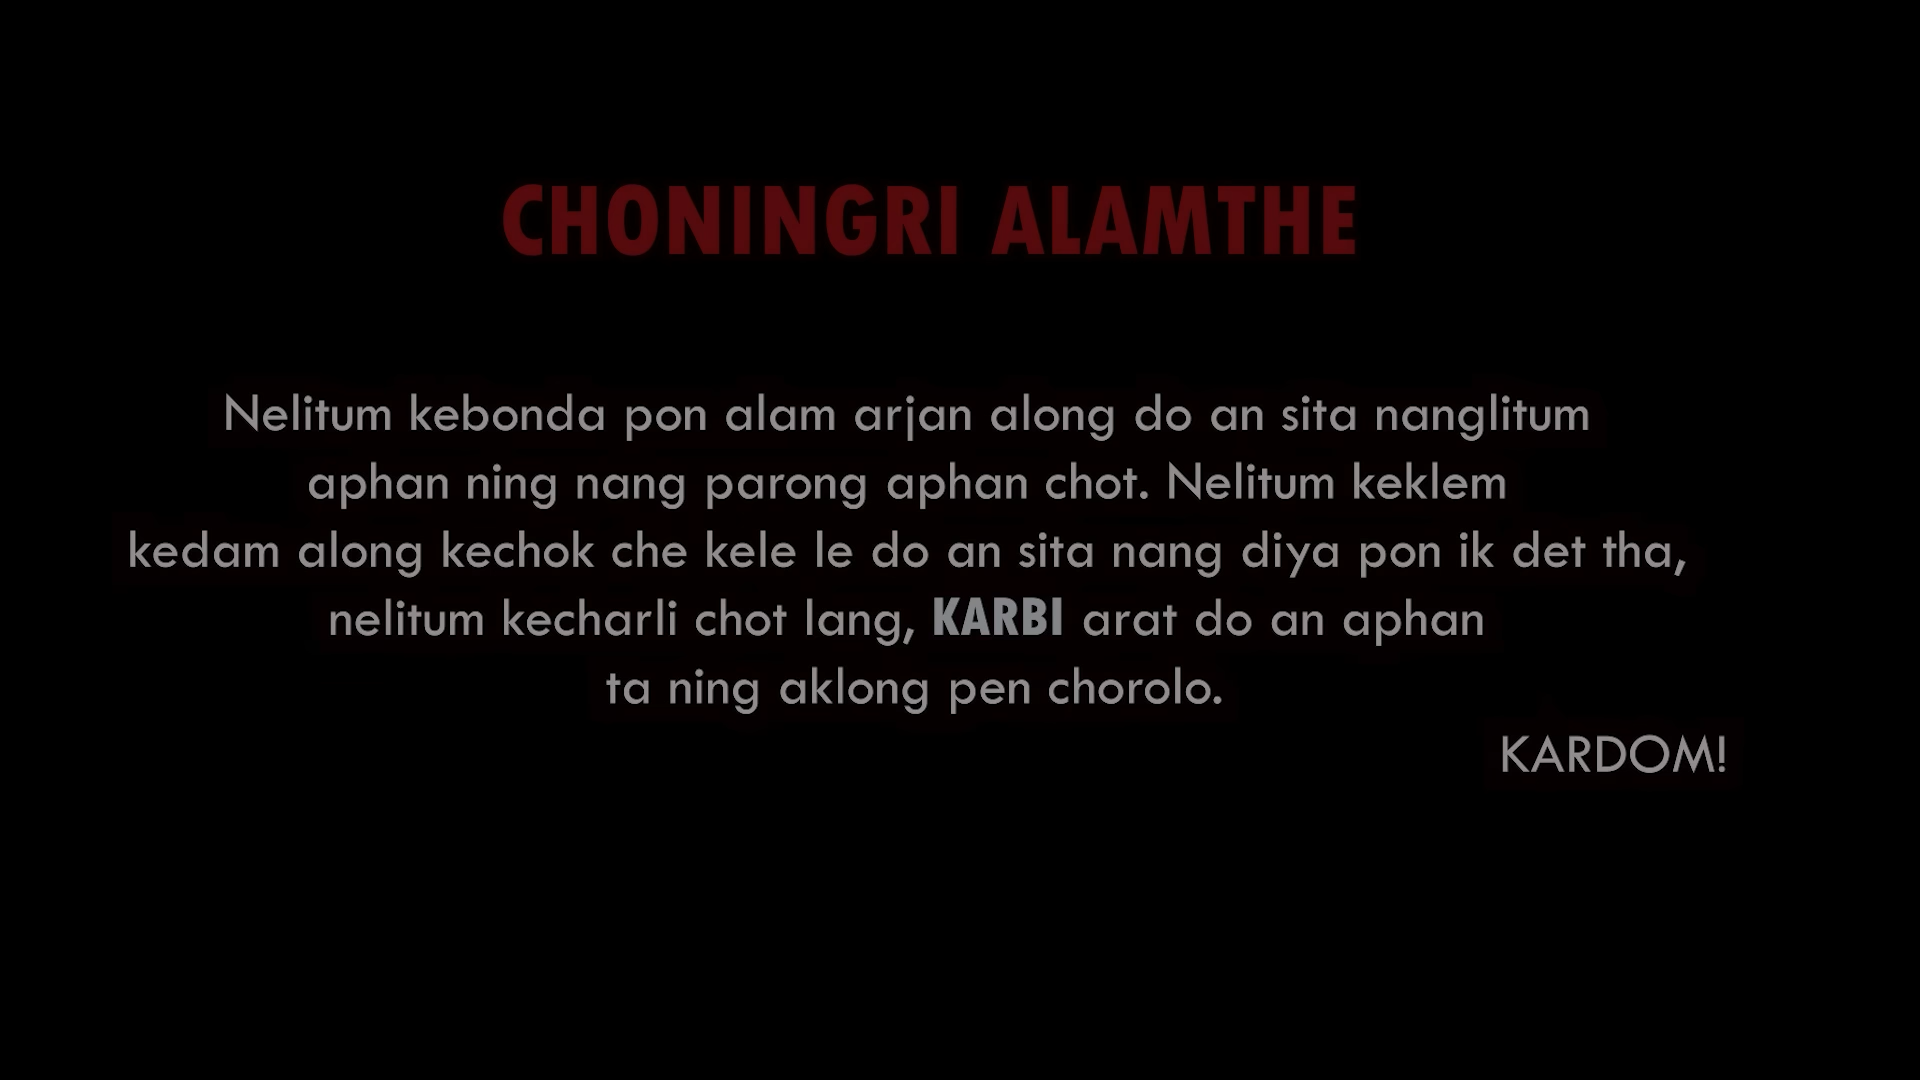 CHONINGRI ALAMTHE
Nelitum kebonda pon alam arjan along do an sita nanglitum
aphan ning nang parong aphan chot. Nelitum keklem
kedam along kechok che kele le do an sita nang diya pon ik det tha,
nelitum kecharli chot lang, KARBI arat do an aphan
ta ning aklong pen chorolo.
KARDOM!